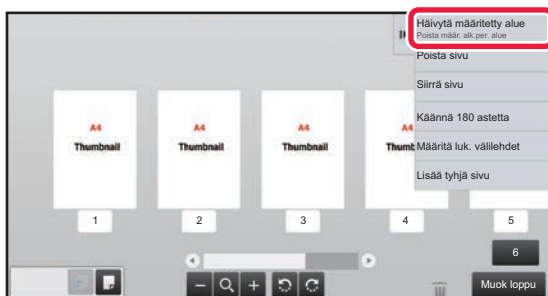 Häivytä määritetty alue
Poista määr. alk.per. alue
Poista sivu
Siirrä sivu
Käännä 180 astetta
Määritä luk. välilehdet
Lisää tyhjä sivu
A4
Thumbnail
A4
Thumbnail
A4
Thumbnail
A4
Thumb
1
2
3
4
5
6
Muok loppu